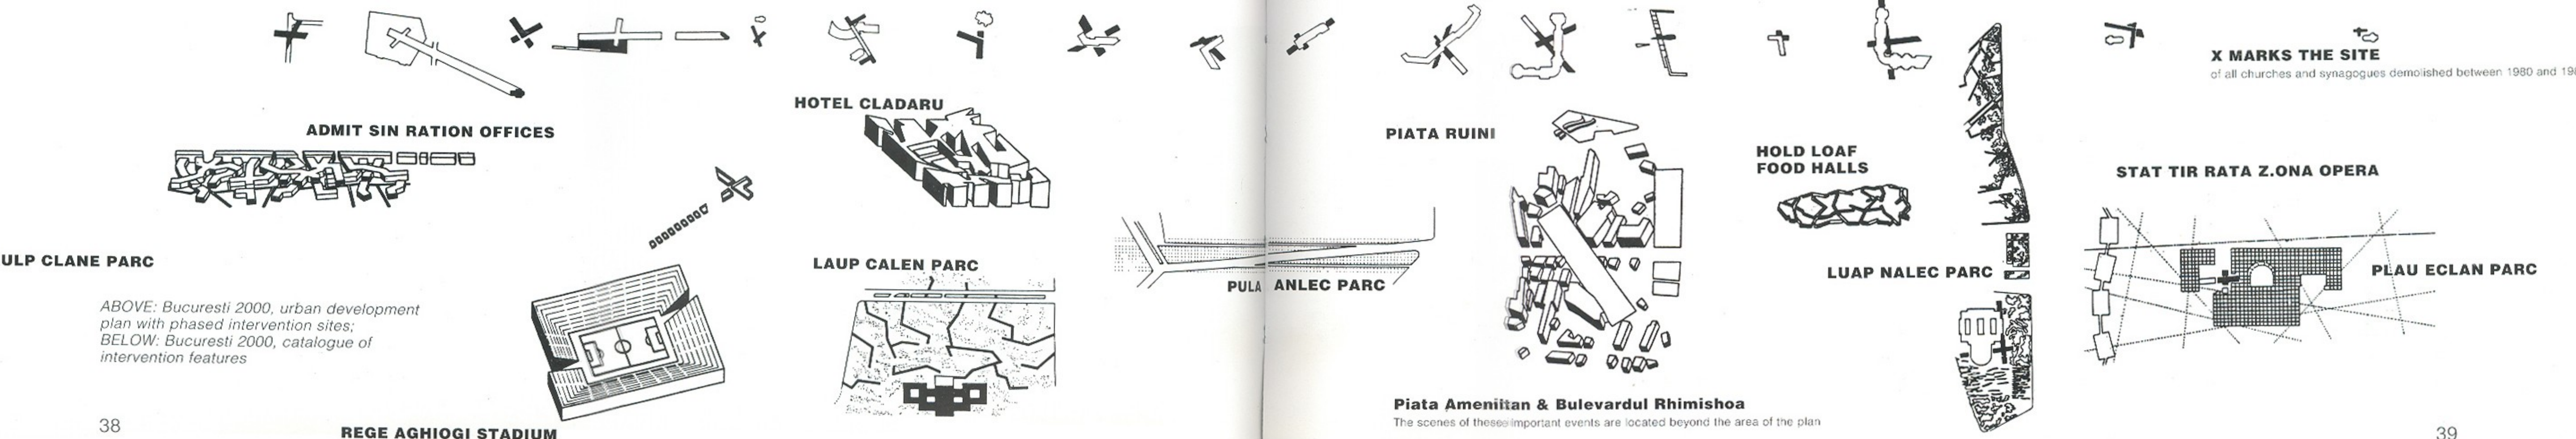 X MARKS THE SITE
of all churches and synagogues demolished between 1980 and
HOTEL CLADARU
ADMIT SIN RATION OFFICES
PIATA RUINI
HOLD LOAF
FOOD HALLS
STAT TIR RATA Z.ONA OPERA
ULP CLANE PARC
LAUP CALEN PARC
PULA ANLEC PARC
LUAP NALEC PARC
PLAU ECLAN PARC
ABOVE: Bucuresti 2000, urban development
plan with phased intervention sites;
BELOW: Bucuresti 2000, catalogue of
intervention features
REGE AGHIOGI STADIUM
Piata Ameniitan & Bulevardul Rhimishoa
The scenes of these important events are located beyond the area of the plan
38
39